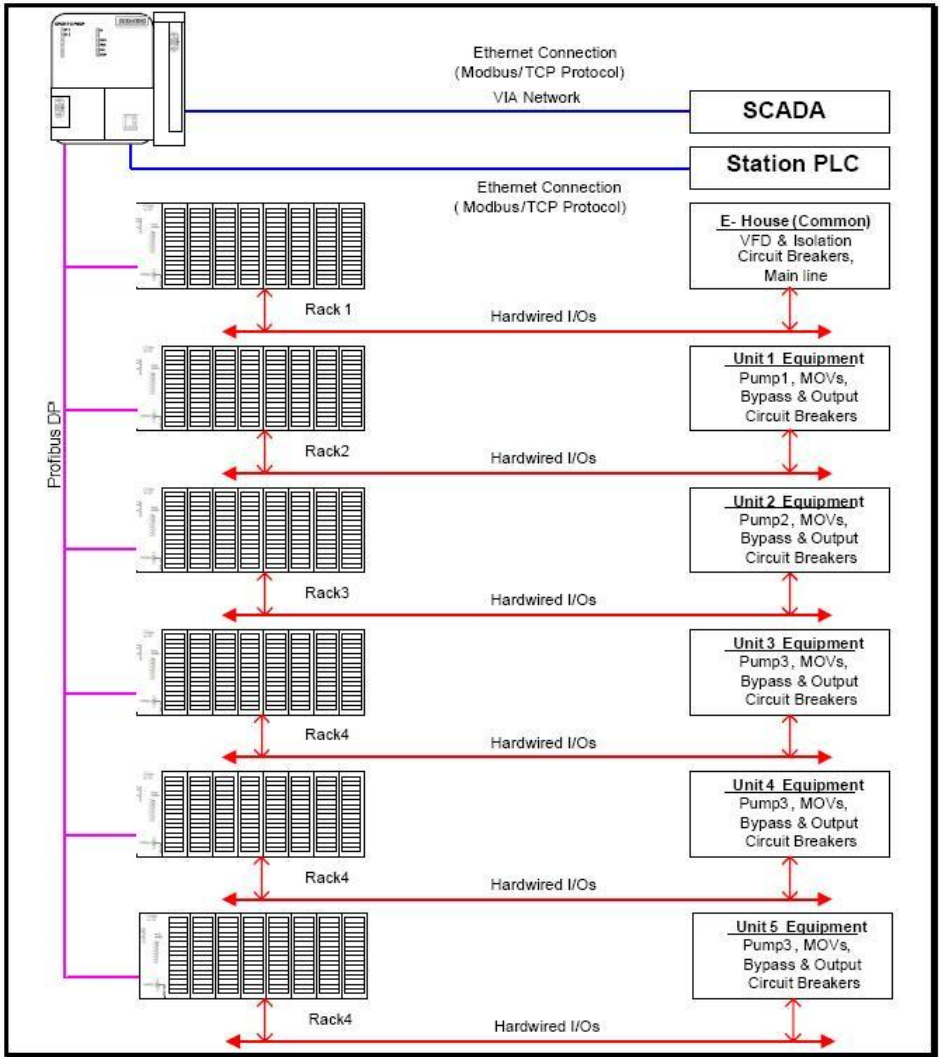 Ethernet Connection
(Modbus/TCP Protocol)
VIA Network
SCADA
Station PLC
Ethernet Connection
( Modbus/TCP Protocol)
E- House (Common)
VFD & Isolation
Circuit Breakers,
Main line
Rack 1
Hardwired I/Os
Unit 1 Equipment
Pump1, MOVs,
Bypass & Output
Circuit Breakers
Rack2
Hardwired I/Os
Profibus DP
Unit 2 Equipment
Pump2, MOVs,
Bypass & Output
Circuit Breakers
Rack3
Hardwired I/Os
Unit 3 Equipment
Pump3, MOVs,
Bypass & Output
Circuit Breakers
Rack4
Hardwired I/Os
Unit 4 Equipment
Pump3, MOVs,
Bypass & Output
Circuit Breakers
Rack4
Hardwired I/Os
Unit 5 Equipment
Pump3, MOVs,
Bypass & Output
Circuit Breakers
Rack4
Hardwired I/Os